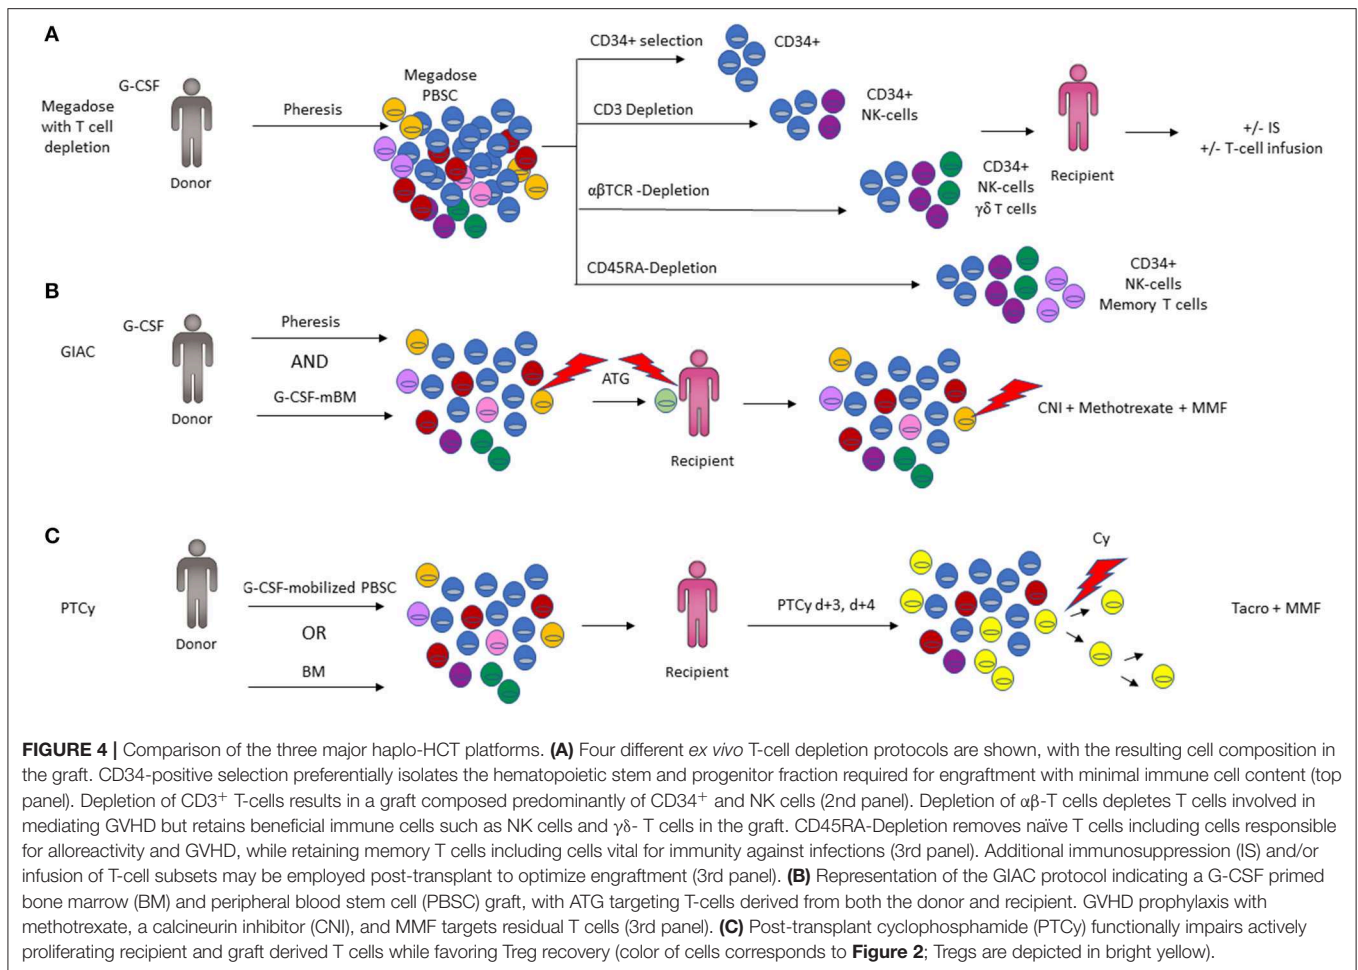 A
G-CSF
Megadose
with T cell
depletion
Donor
Pheresis
Megadose
PBSC
CD34+ selection
CD34+
CD3 Depletion
CD34+
NK-cells
αβTCR -Depletion
CD34+
NK-cells
γδ T cells
CD45RA-Depletion
CD34+
NK-cells
Memory T cells
Recipient
+/- IS
+/- T-cell infusion
B
G-CSF
GIAC
Donor
Pheresis
AND
G-CSF-mBM
ATG
Recipient
CNI + Methotrexate + MMF
C
PTCy
Donor
G-CSF-mobilized PBSC
OR
BM
Recipient
PTCy d+3, d+4
Cy
Tacro + MMF
FIGURE 4 | Comparison of the three major haplo-HCT platforms. (A) Four different ex vivo T-cell depletion protocols are shown, with the resulting cell composition in
the graft. CD34-positive selection preferentially isolates the hematopoietic stem and progenitor fraction required for engraftment with minimal immune cell content (top
panel). Depletion of CD3+ T-cells results in a graft composed predominantly of CD34+ and NK cells (2nd panel). Depletion of αβ-T cells depletes T cells involved in
mediating GVHD but retains beneficial immune cells such as NK cells and γδ- T cells in the graft. CD45RA-Depletion removes naïve T cells including cells responsible
for alloreactivity and GVHD, while retaining memory T cells including cells vital for immunity against infections (3rd panel). Additional immunosuppression (IS) and/or
infusion of T-cell subsets may be employed post-transplant to optimize engraftment (3rd panel). (B) Representation of the GIAC protocol indicating a G-CSF primed
bone marrow (BM) and peripheral blood stem cell (PBSC) graft, with ATG targeting T-cells derived from both the donor and recipient. GVHD prophylaxis with
methotrexate, a calcineurin inhibitor (CNI), and MMF targets residual T cells (3rd panel). (C) Post-transplant cyclophosphamide (PTCy) functionally impairs actively
proliferating recipient and graft derived T cells while favoring Treg recovery (color of cells corresponds to Figure 2; Tregs are depicted in bright yellow).